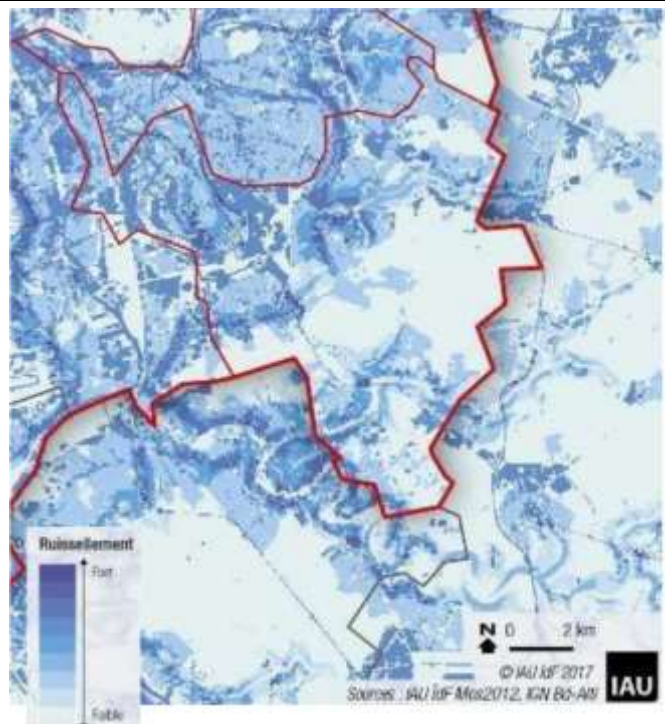 Ruissellement
Fort
Faible
N 0 2 km
© IAU îdF 2017
Sources : IAU îdF Mos2012, IGN Bd-Alti
IAU